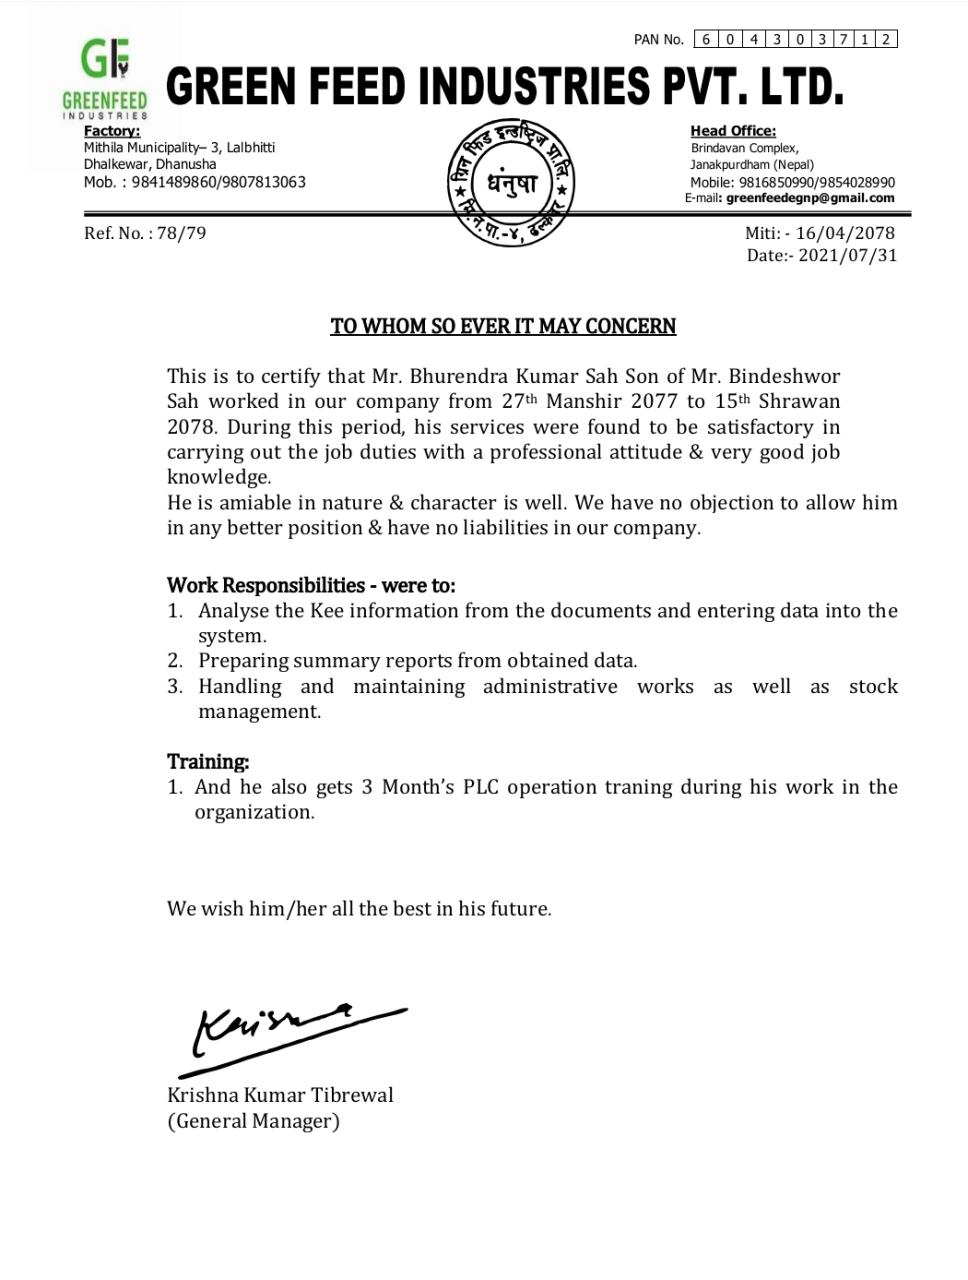 PAN No. 6 0 4 3 0 3 7 1 2
GF
GREENFEED
INDUSTRIES
GREEN FEED INDUSTRIES PVT. LTD.
Factory:
Mithila Municipality– 3, Lalbhitti
Dhalkewar, Dhanusha
Mob. : 9841489860/9807813063
ग्रिन फिड इन्डष्ट्रिज प्रा.लि.
धंनुषा
मि.न.पा.-४, ढल्केवर
Head Office:
Brindavan Complex,
Janakpurdham (Nepal)
Mobile: 9816850990/9854028990
E-mail: greenfeedegnp@gmail.com
Ref. No. : 78/79
Miti: - 16/04/2078
Date:- 2021/07/31
TO WHOM SO EVER IT MAY CONCERN
This is to certify that Mr. Bhurendra Kumar Sah Son of Mr. Bindeshwor
Sah worked in our company from 27th Manshir 2077 to 15th Shrawan
2078. During this period, his services were found to be satisfactory in
carrying out the job duties with a professional attitude & very good job
knowledge.
He is amiable in nature & character is well. We have no objection to allow him
in any better position & have no liabilities in our company.
Work Responsibilities - were to:
1. Analyse the Kee information from the documents and entering data into the
system.
2. Preparing summary reports from obtained data.
3. Handling and maintaining administrative works as well as stock
management.
Training:
1. And he also gets 3 Month's PLC operation traning during his work in the
organization.
We wish him/her all the best in his future.
Krisna
Krishna Kumar Tibrewal
(General Manager)